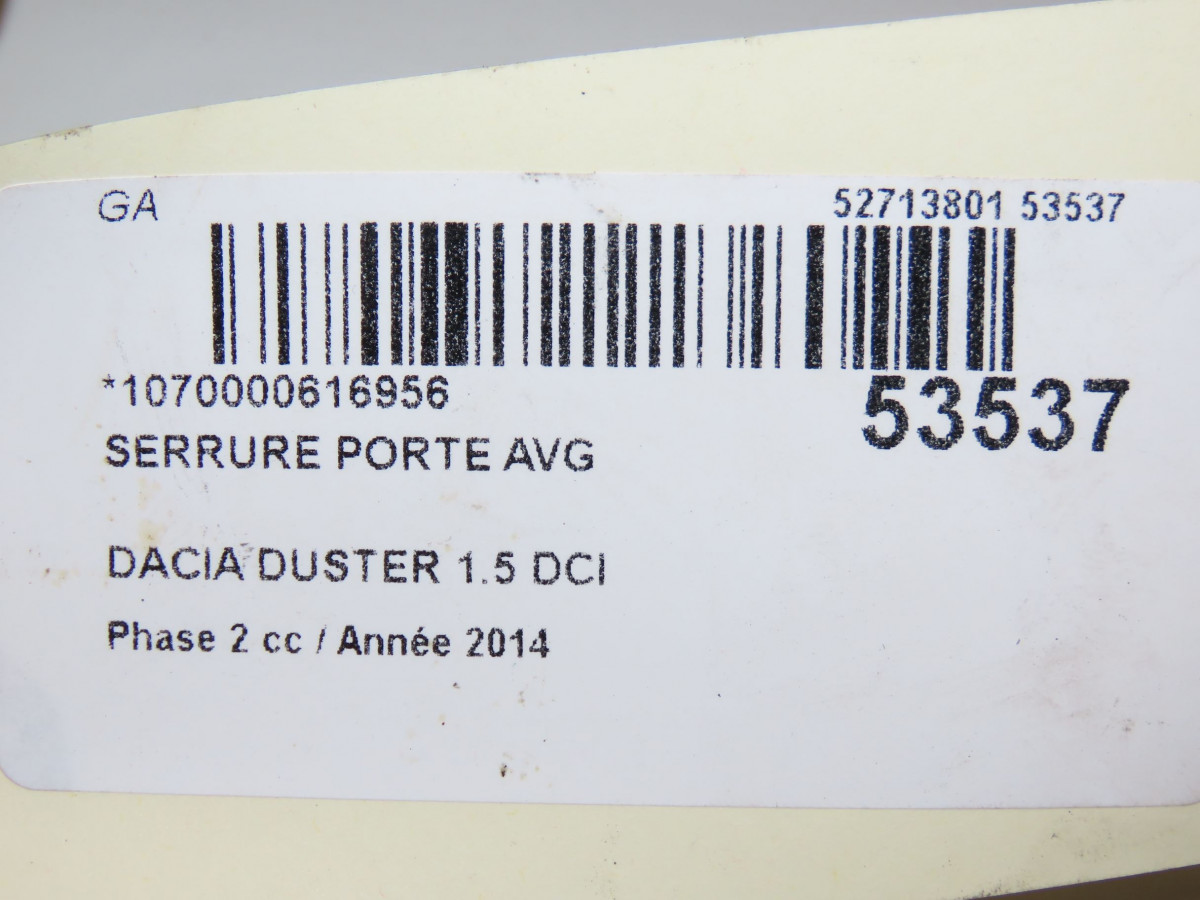 GA 52713801 53537
*1070000616956 53537
SERRURE PORTE AVG
DACIA DUSTER 1.5 DCI
Phase 2 cc / Année 2014